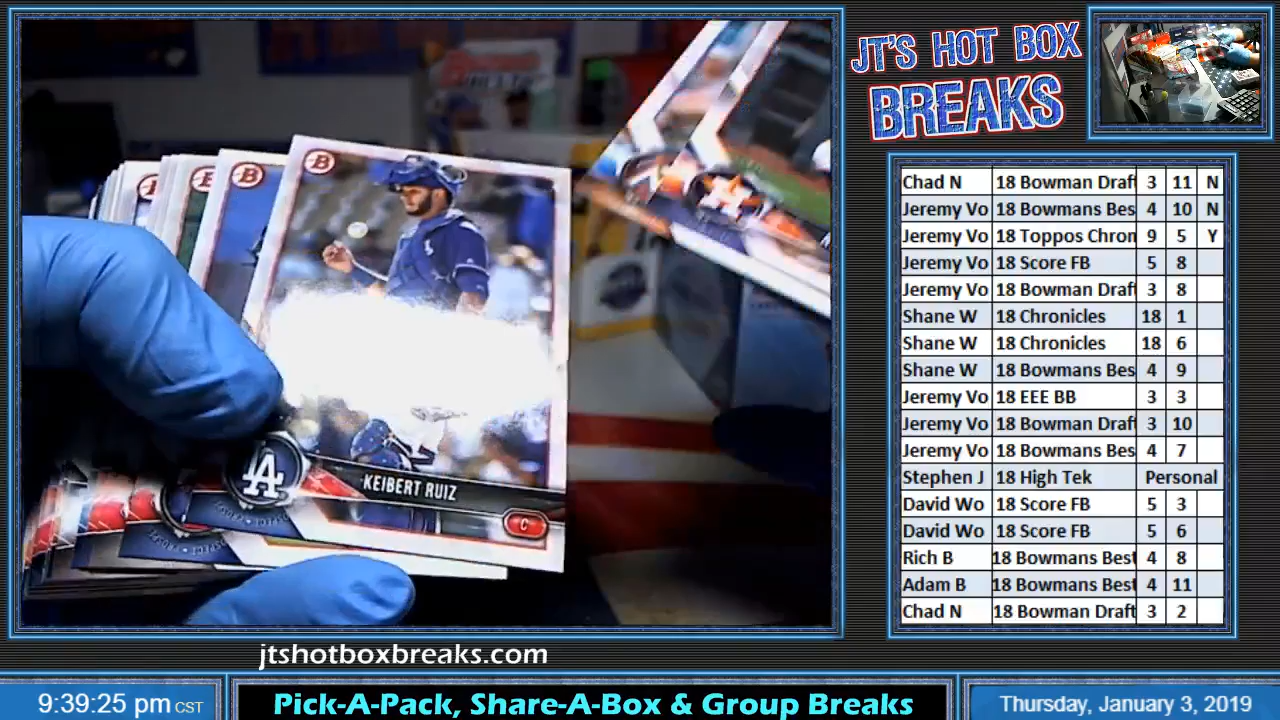 JT'S HOT BOX
BREAKS
B
B
B
B
KEIBERT RUIZ
LA
C
Chad N 18 Bowman Draft 3 11 N
Jeremy Vo 18 Bowmans Bes 4 10 N
Jeremy Vo 18 Toppos Chron 9 5 Y
Jeremy Vo 18 Score FB 5 8
Jeremy Vo 18 Bowman Draft 3 8
Shane W 18 Chronicles 18 1
Shane W 18 Chronicles 18 6
Shane W 18 Bowmans Bes 4 9
Jeremy Vo 18 EEE BB 3 3
Jeremy Vo 18 Bowman Draft 3 10
Jeremy Vo 18 Bowmans Bes 4 7
Stephen J 18 High Tek Personal
David Wo 18 Score FB 5 3
David Wo 18 Score FB 5 6
Rich B 18 Bowmans Best 4 8
Adam B 18 Bowmans Best 4 11
Chad N 18 Bowman Draft 3 2
jtshotboxbreaks.com
9:39:25 pm CST
Pick-A-Pack, Share-A-Box & Group Breaks
Thursday, January 3, 2019